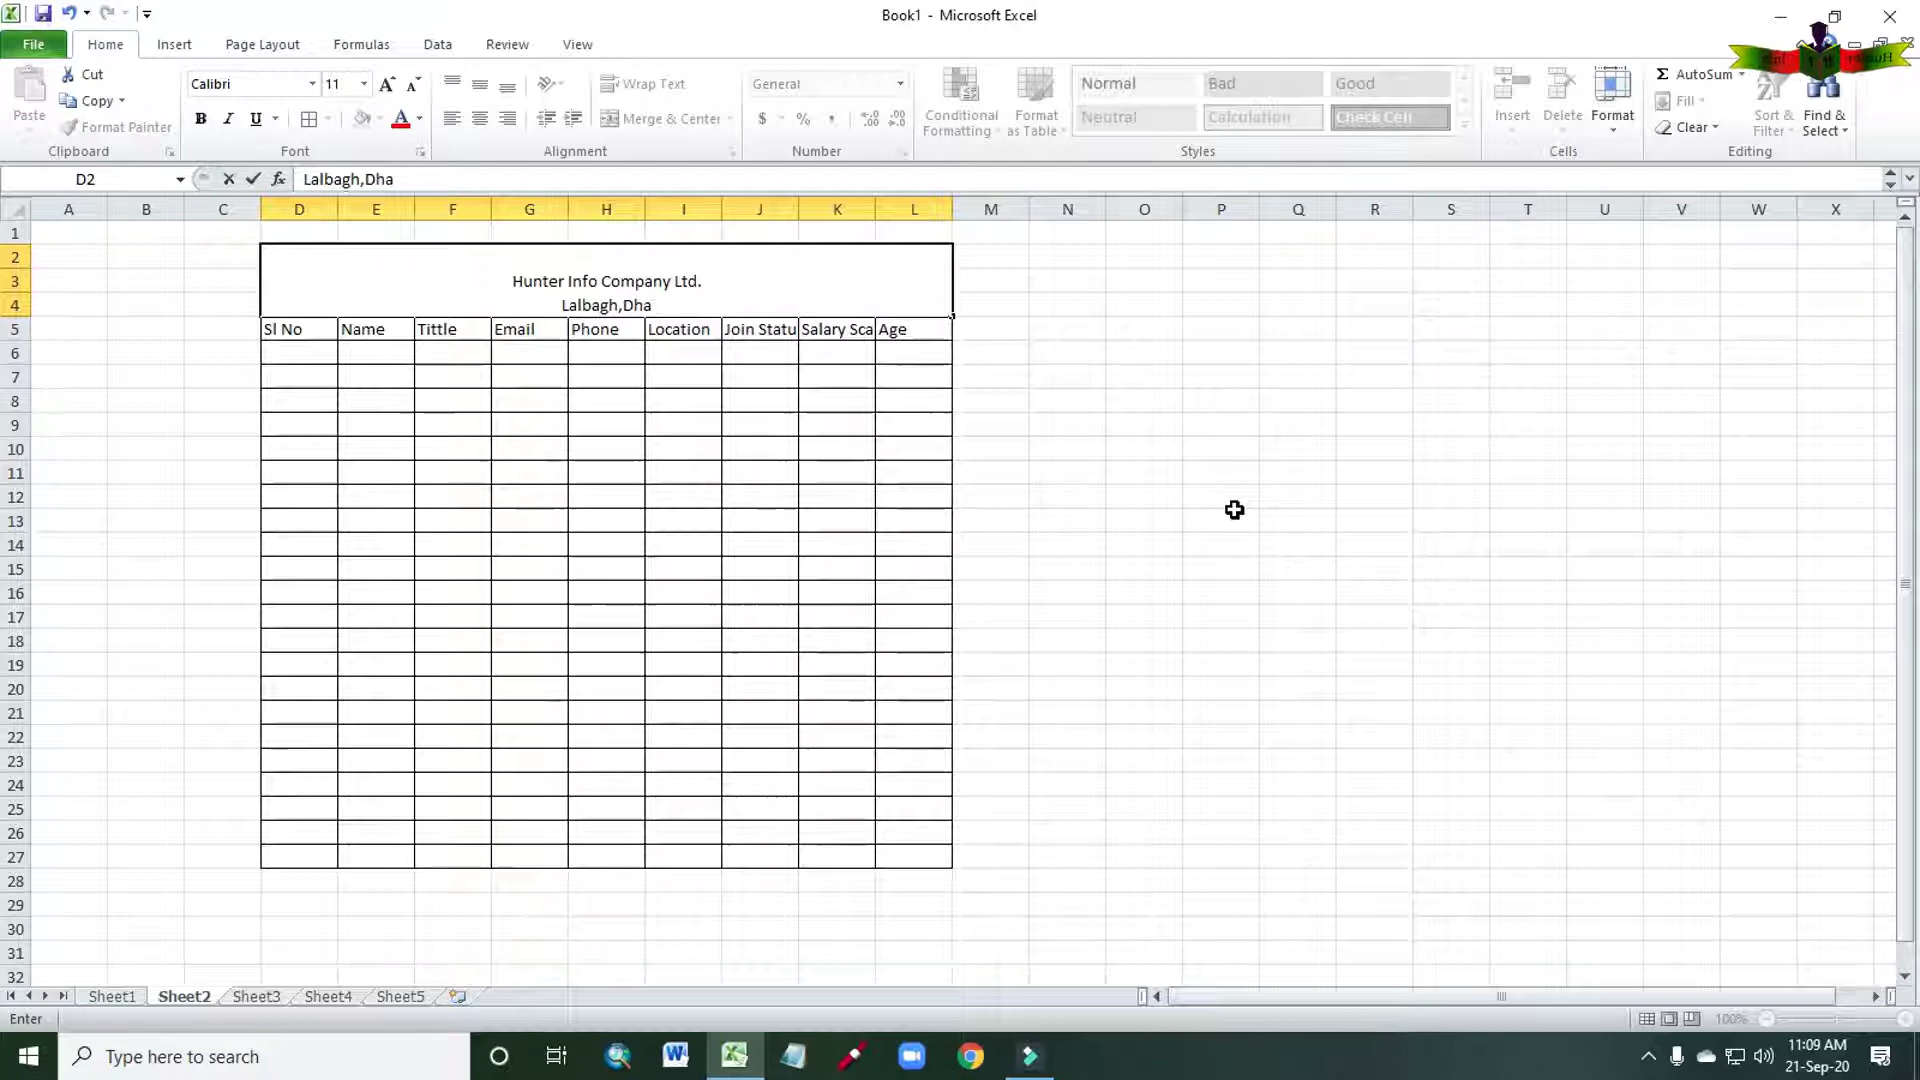 Book1 - Microsoft Excel
File Home Insert Page Layout Formulas Data Review View
Paste
Cut
Copy
Format Painter
Clipboard
Calibri 11
B I U
Font
Wrap Text
Merge & Center
Alignment
General
$ % ,
Number
Conditional Formatting
Format as Table
Normal Bad Good
Neutral Calculation Check Cell
Styles
Insert Delete Format
Cells
Σ AutoSum
Fill
Clear
Sort & Filter
Find & Select
Editing
D2 fx Lalbagh,Dha
A B C D E F G H I J K L M N O P Q R S T U V W X
1
2
3 Hunter Info Company Ltd.
4 Lalbagh,Dha
5 Sl No Name Tittle Email Phone Location Join Statu Salary Sca Age
6
7
8
9
10
11
12
13
14
15
16
17
18
19
20
21
22
23
24
25
26
27
28
29
30
31
32
Sheet1 Sheet2 Sheet3 Sheet4 Sheet5
Enter 100%
Type here to search
11:09 AM
21-Sep-20